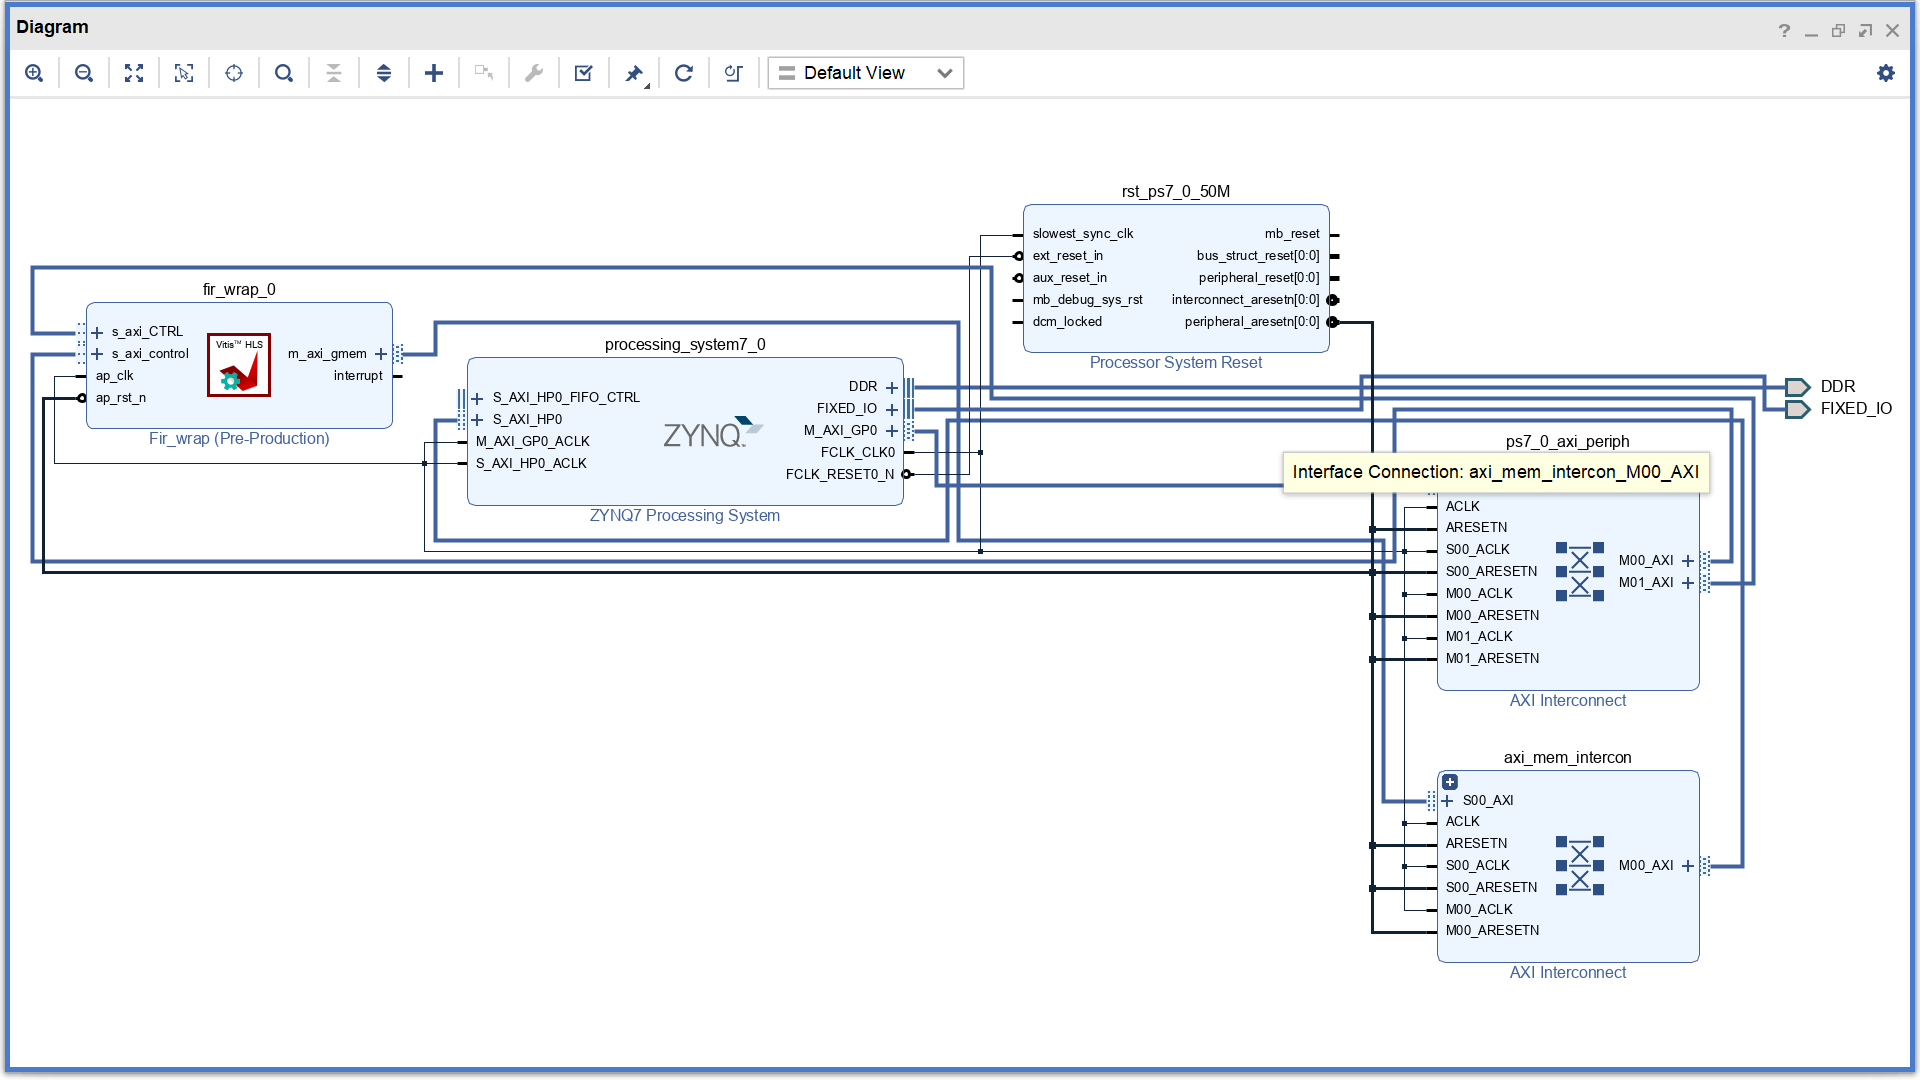 Diagram
?
Default View
rst_ps7_0_50M
slowest_sync_clk
ext_reset_in
aux_reset_in
mb_debug_sys_rst
dcm_locked
mb_reset
bus_struct_reset[0:0]
peripheral_reset[0:0]
interconnect_aresetn[0:0]
peripheral_aresetn[0:0]
Processor System Reset
fir_wrap_0
s_axi_CTRL
s_axi_control
ap_clk
ap_rst_n
Vitis™ HLS
m_axi_gmem
interrupt
Fir_wrap (Pre-Production)
processing_system7_0
S_AXI_HP0_FIFO_CTRL
S_AXI_HP0
M_AXI_GP0_ACLK
S_AXI_HP0_ACLK
ZYNQ
DDR
FIXED_IO
M_AXI_GP0
FCLK_CLK0
FCLK_RESET0_N
ZYNQ7 Processing System
DDR
FIXED_IO
ps7_0_axi_periph
Interface Connection: axi_mem_intercon_M00_AXI
ACLK
ARESETN
S00_ACLK
S00_ARESETN
M00_ACLK
M00_ARESETN
M01_ACLK
M01_ARESETN
M00_AXI
M01_AXI
AXI Interconnect
axi_mem_intercon
S00_AXI
ACLK
ARESETN
S00_ACLK
S00_ARESETN
M00_ACLK
M00_ARESETN
M00_AXI
AXI Interconnect